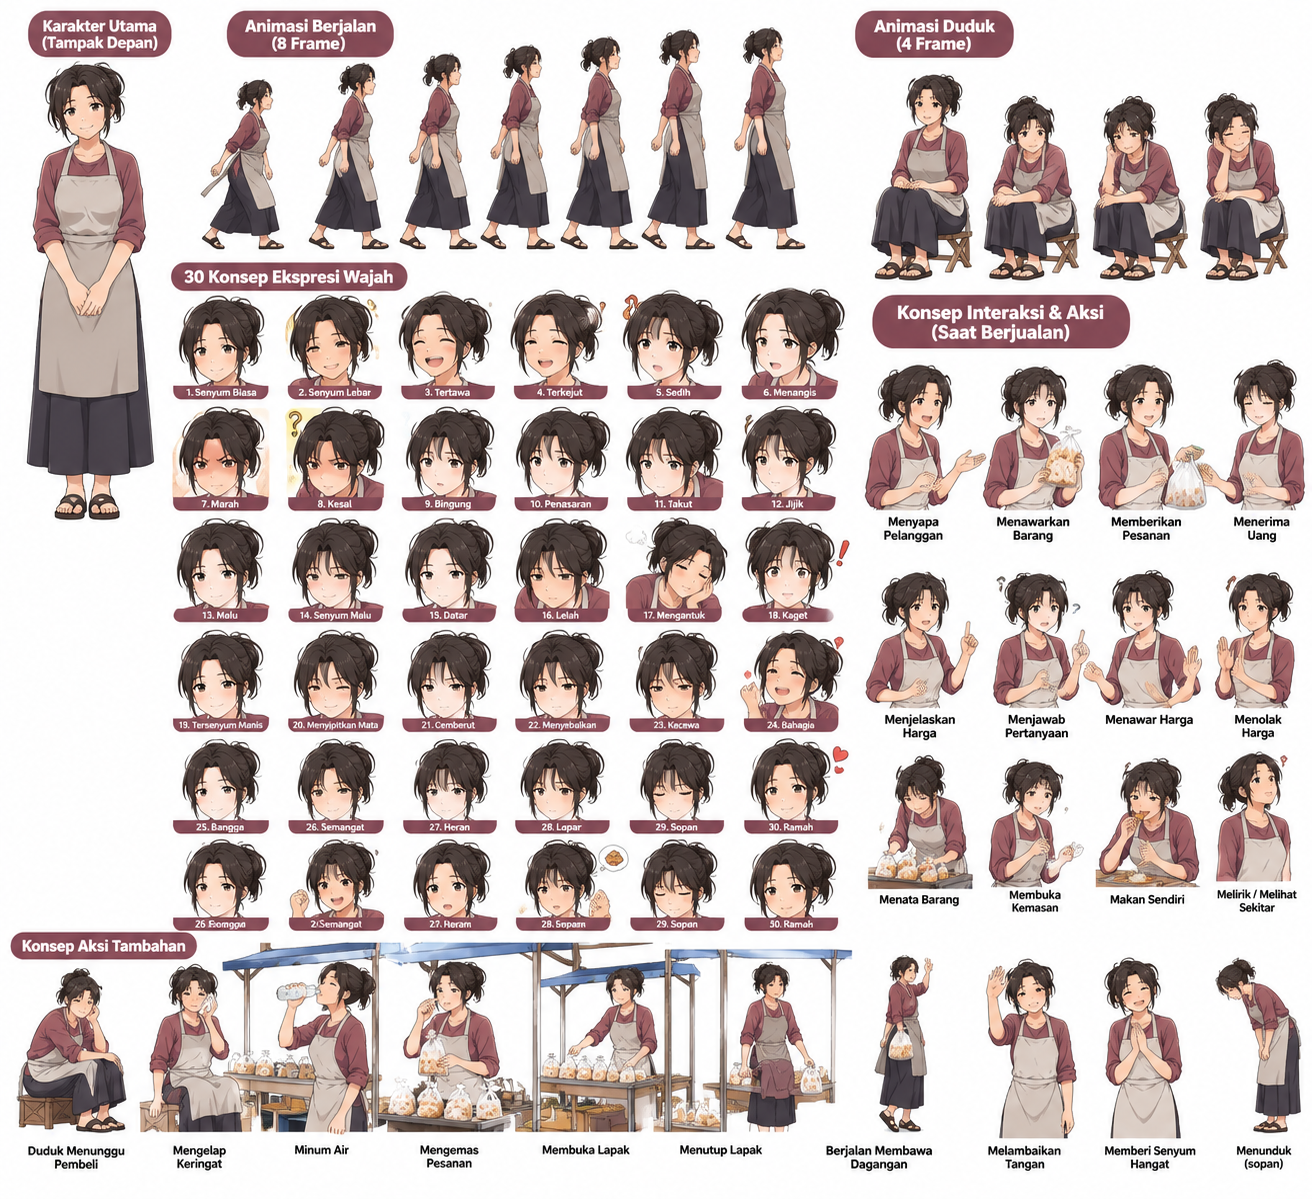 Karakter Utama
(Tampak Depan)
Animasi Berjalan
(8 Frame)
Animasi Duduk
(4 Frame)
30 Konsep Ekspresi Wajah
1. Senyum Biasa
2. Senyum Lebar
3. Tertawa
4. Terkejut
5. Sedih
6. Menangis
7. Marah
8. Kesal
9. Bingung
10. Penasaran
11. Takut
12. Jijik
13. Malu
14. Senyum Malu
15. Datar
16. Lelah
17. Mengantuk
18. Kaget
19. Tersenyum Manis
20. Menyipitkan Mata
21. Cemberut
22. Menyebalkan
23. Kecewa
24. Bahagia
25. Bangga
26. Semangat
27. Heran
28. Lapar
29. Sopan
30. Ramah
27. Heram
29. Sopan
30. Ramah
Konsep Interaksi & Aksi
(Saat Berjualan)
Menyapa
Pelanggan
Menawarkan
Barang
Memberikan
Pesanan
Menerima
Uang
Menjelaskan
Harga
Menjawab
Pertanyaan
Menawar Harga
Menolak
Harga
Menata Barang
Membuka
Kemasan
Makan Sendiri
Melirik / Melihat
Sekitar
Konsep Aksi Tambahan
Duduk Menunggu
Pembeli
Mengelap
Keringat
Minum Air
Mengemas
Pesanan
Membuka Lapak
Menutup Lapak
Berjalan Membawa
Dagangan
Melambaikan
Tangan
Memberi Senyum
Hangat
Menunduk
(sopan)